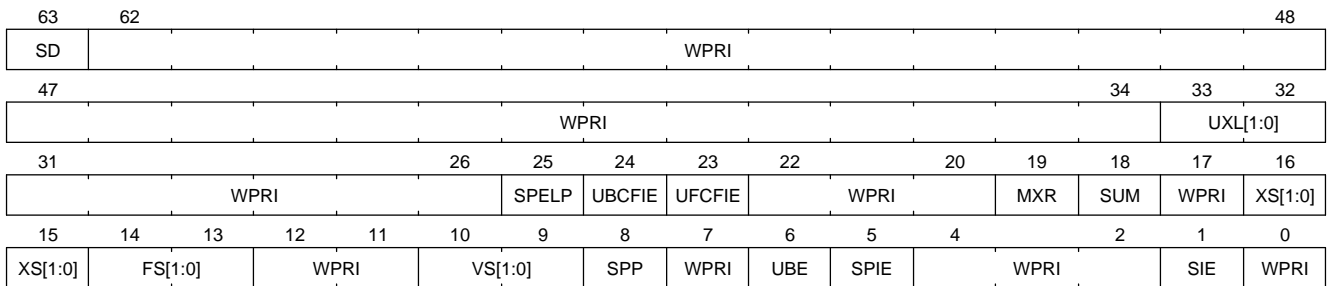 63 62 48
SD WPRI
47 34 33 32
WPRI UXL[1:0]
31 26 25 24 23 22 20 19 18 17 16
WPRI SPELP UBCFIE UFCFIE WPRI MXR SUM WPRI XS[1:0]
15 14 13 12 11 10 9 8 7 6 5 4 2 1 0
XS[1:0] FS[1:0] WPRI VS[1:0] SPP WPRI UBE SPIE WPRI SIE WPRI